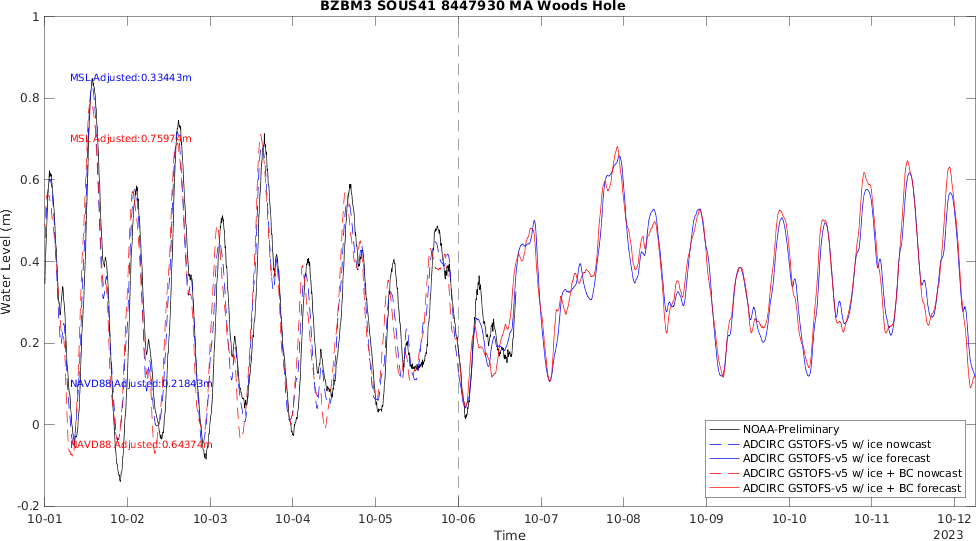 BZBM3 SOUS41 8447930 MA Woods Hole
1
0.8
0.6
0.4
0.2
0
-0.2
Water Level (m)
MSL Adjusted:0.33443m
MSL Adjusted:0.75974m
NAVD88 Adjusted:0.21843m
NAVD88 Adjusted:0.64374m
NOAA-Preliminary
ADCIRC GSTOFS-v5 w/ ice nowcast
ADCIRC GSTOFS-v5 w/ ice forecast
ADCIRC GSTOFS-v5 w/ ice + BC nowcast
ADCIRC GSTOFS-v5 w/ ice + BC forecast
10-01 10-02 10-03 10-04 10-05 10-06 10-07 10-08 10-09 10-10 10-11 10-12
Time
2023